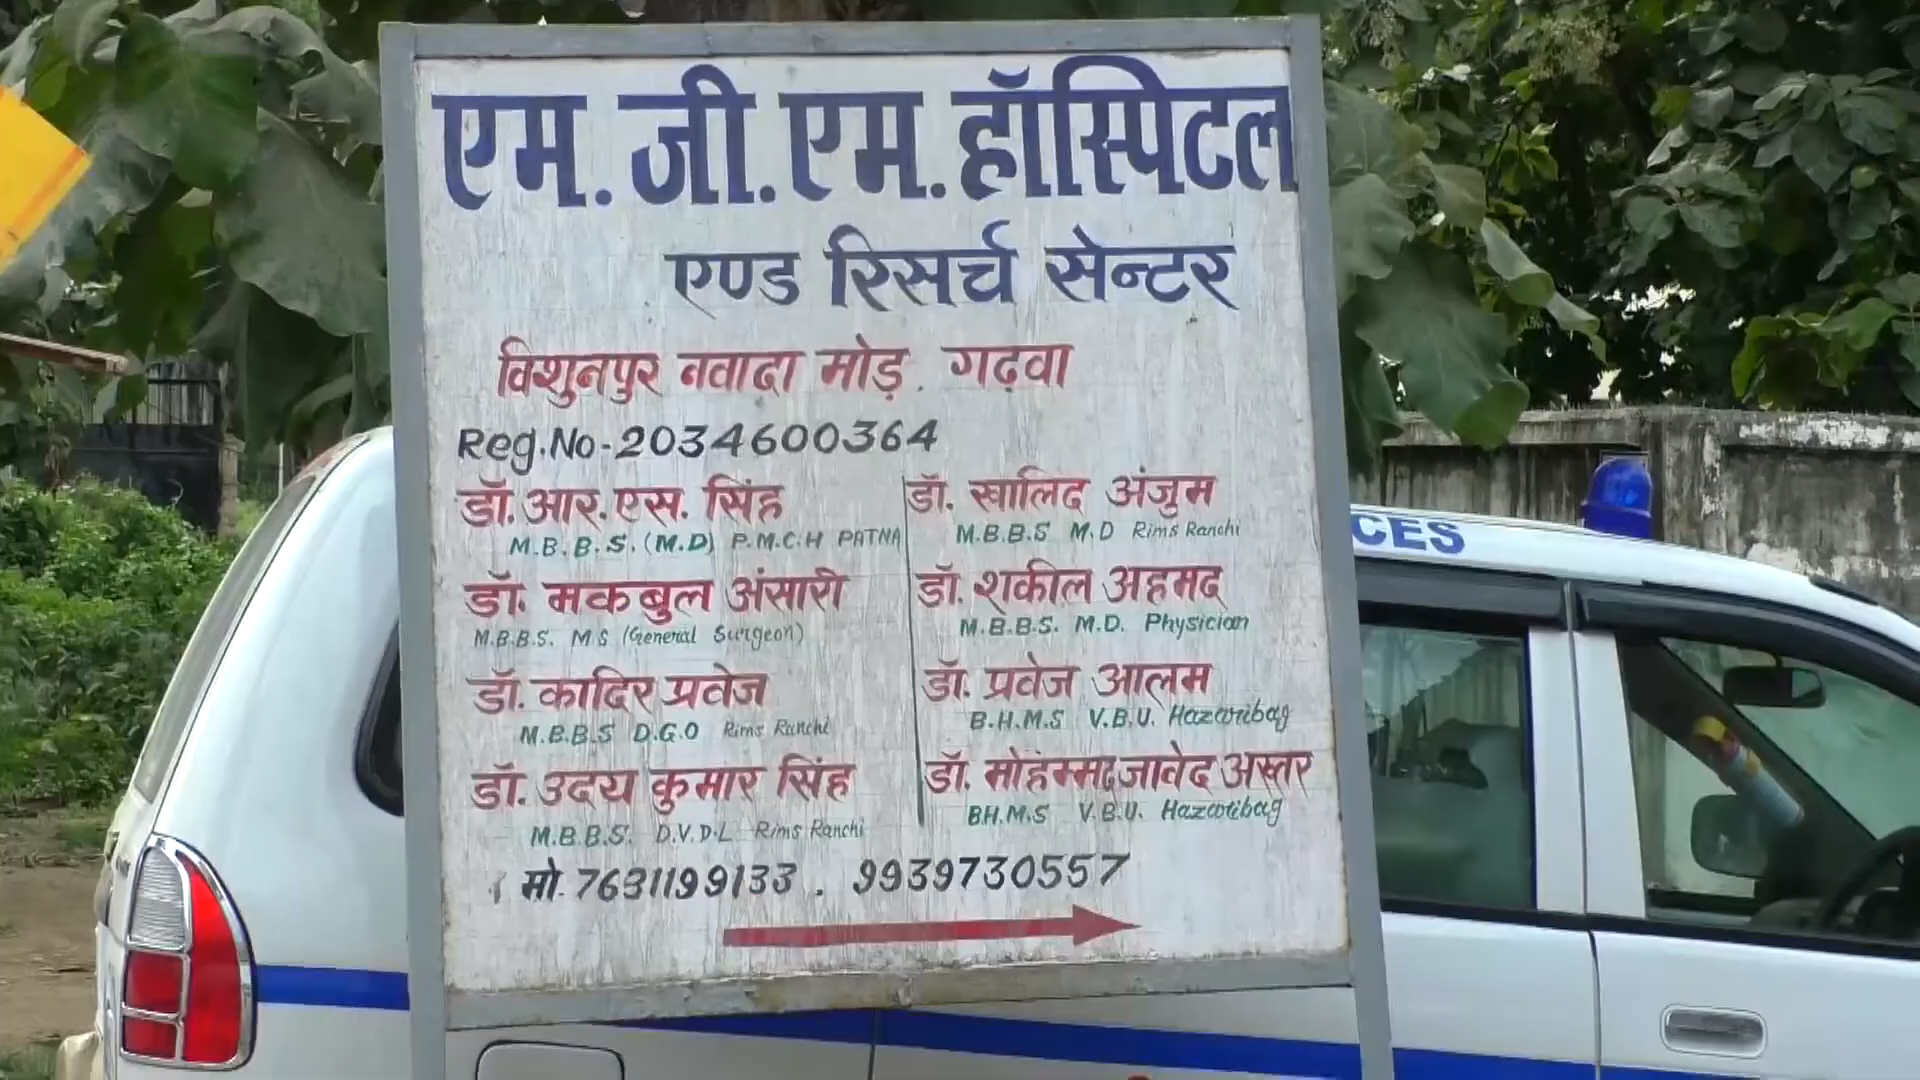 एम. जी. एम. हॉस्पिटल
एण्ड रिसर्च सेन्टर
विशुनपुर नवादा मोड़. गढ़वा
Reg.No-2034600364
डॉ. आर. एस. सिंह
M.B.B.S. (M.D) P.M.C.H PATNA
डॉ. मकबुल अंसारी
M.B.B.S. M S (General Surgeon)
डॉ. कादिर प्रवेज
M.B.B.S D.G.O Rims Ranchi
डॉ. उदय कुमार सिंह
M.B.B.S. D.V.D.L Rims Ranchi
डॉ. खालिद अंजुम
M.B.B.S M.D Rims Ranchi
डॉ. शकील अहमद
M.B.B.S. M.D. Physician
डॉ. प्रवेज आलम
B.H.M.S V.B.U. Hazaribag
डॉ. मोहम्मद जावेद अख्तर
B.H.M.S V.B.U. Hazaribag
मो. 7631199133 . 9939730557
CES